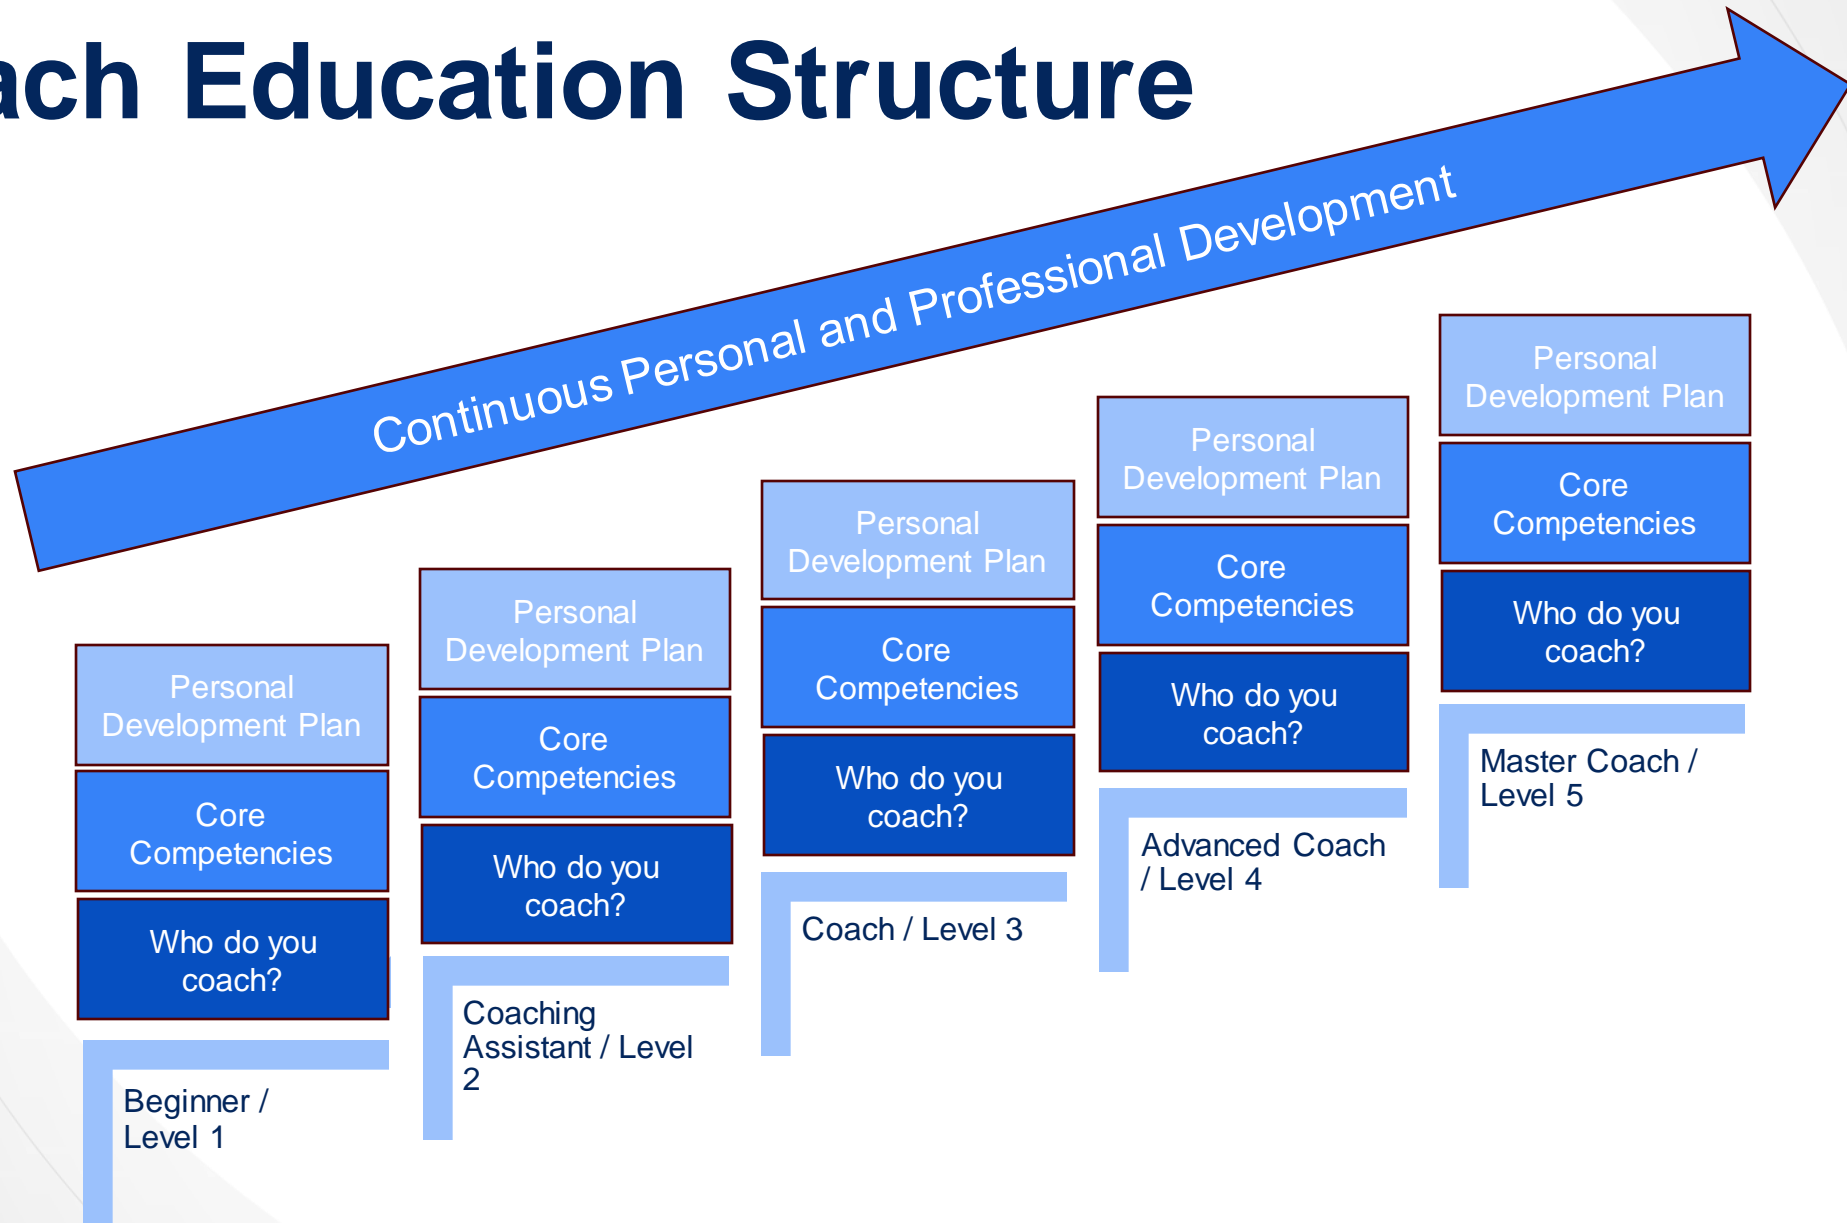 ach Education Structure
Continuous Personal and Professional Development
Personal
Development Plan
Core
Competencies
Who do you
coach?
Beginner /
Level 1
Personal
Development Plan
Core
Competencies
Who do you
coach?
Coaching
Assistant / Level
2
Personal
Development Plan
Core
Competencies
Who do you
coach?
Coach / Level 3
Personal
Development Plan
Core
Competencies
Who do you
coach?
Advanced Coach
/ Level 4
Personal
Development Plan
Core
Competencies
Who do you
coach?
Master Coach /
Level 5